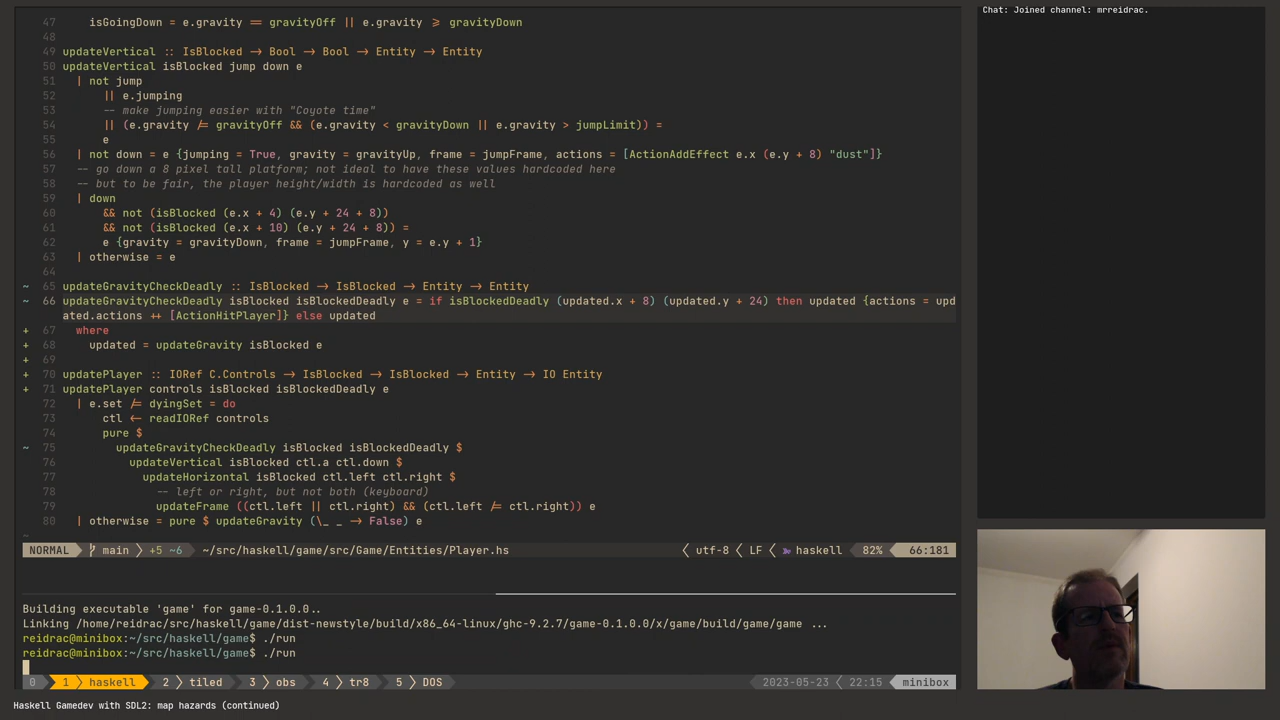 47 isGoingDown = e.gravity == gravityOff || e.gravity >= gravityDown
48
49 updateVertical :: IsBlocked -> Bool -> Bool -> Entity -> Entity
50 updateVertical isBlocked jump down e
51 | not jump
52 || e.jumping
53 -- make jumping easier with "Coyote time"
54 || (e.gravity /= gravityOff && (e.gravity < gravityDown || e.gravity > jumpLimit)) =
55 e
56 | not down = e {jumping = True, gravity = gravityUp, frame = jumpFrame, actions = [ActionAddEffect e.x (e.y + 8) "dust"]}
57 -- go down a 8 pixel tall platform; not ideal to have these values hardcoded here
58 -- but to be fair, the player height/width is hardcoded as well
59 | down
60 && not (isBlocked (e.x + 4) (e.y + 24 + 8))
61 && not (isBlocked (e.x + 10) (e.y + 24 + 8)) =
62 e {gravity = gravityDown, frame = jumpFrame, y = e.y + 1}
63 | otherwise = e
64
~ 65 updateGravityCheckDeadly :: IsBlocked -> IsBlocked -> Entity -> Entity
~ 66 updateGravityCheckDeadly isBlocked isBlockedDeadly e = if isBlockedDeadly (updated.x + 8) (updated.y + 24) then updated {actions = upd
ated.actions ++ [ActionHitPlayer]} else updated
+ 67 where
+ 68 updated = updateGravity isBlocked e
+ 69
+ 70 updatePlayer :: IORef C.Controls -> IsBlocked -> IsBlocked -> Entity -> IO Entity
+ 71 updatePlayer controls isBlocked isBlockedDeadly e
72 | e.set /= dyingSet = do
73 ctl <- readIORef controls
74 pure $
~ 75 updateGravityCheckDeadly isBlocked isBlockedDeadly $
76 updateVertical isBlocked ctl.a ctl.down $
77 updateHorizontal isBlocked ctl.left ctl.right $
78 -- left or right, but not both (keyboard)
79 updateFrame ((ctl.left || ctl.right) && (ctl.left /= ctl.right)) e
80 | otherwise = pure $ updateGravity (\_ _ -> False) e
~
NORMAL main +5 ~6 ~/src/haskell/game/src/Game/Entities/Player.hs utf-8 LF haskell 82% 66:181
Building executable 'game' for game-0.1.0.0..
Linking /home/reidrac/src/haskell/game/dist-newstyle/build/x86_64-linux/ghc-9.2.7/game-0.1.0.0/x/game/build/game/game ...
reidrac@minibox:~/src/haskell/game$ ./run
reidrac@minibox:~/src/haskell/game$ ./run
0 1 haskell 2 tiled 3 obs 4 tr8 5 DOS 2023-05-23 22:15 minibox
Haskell Gamedev with SDL2: map hazards (continued)
Chat: Joined channel: mrreidrac.